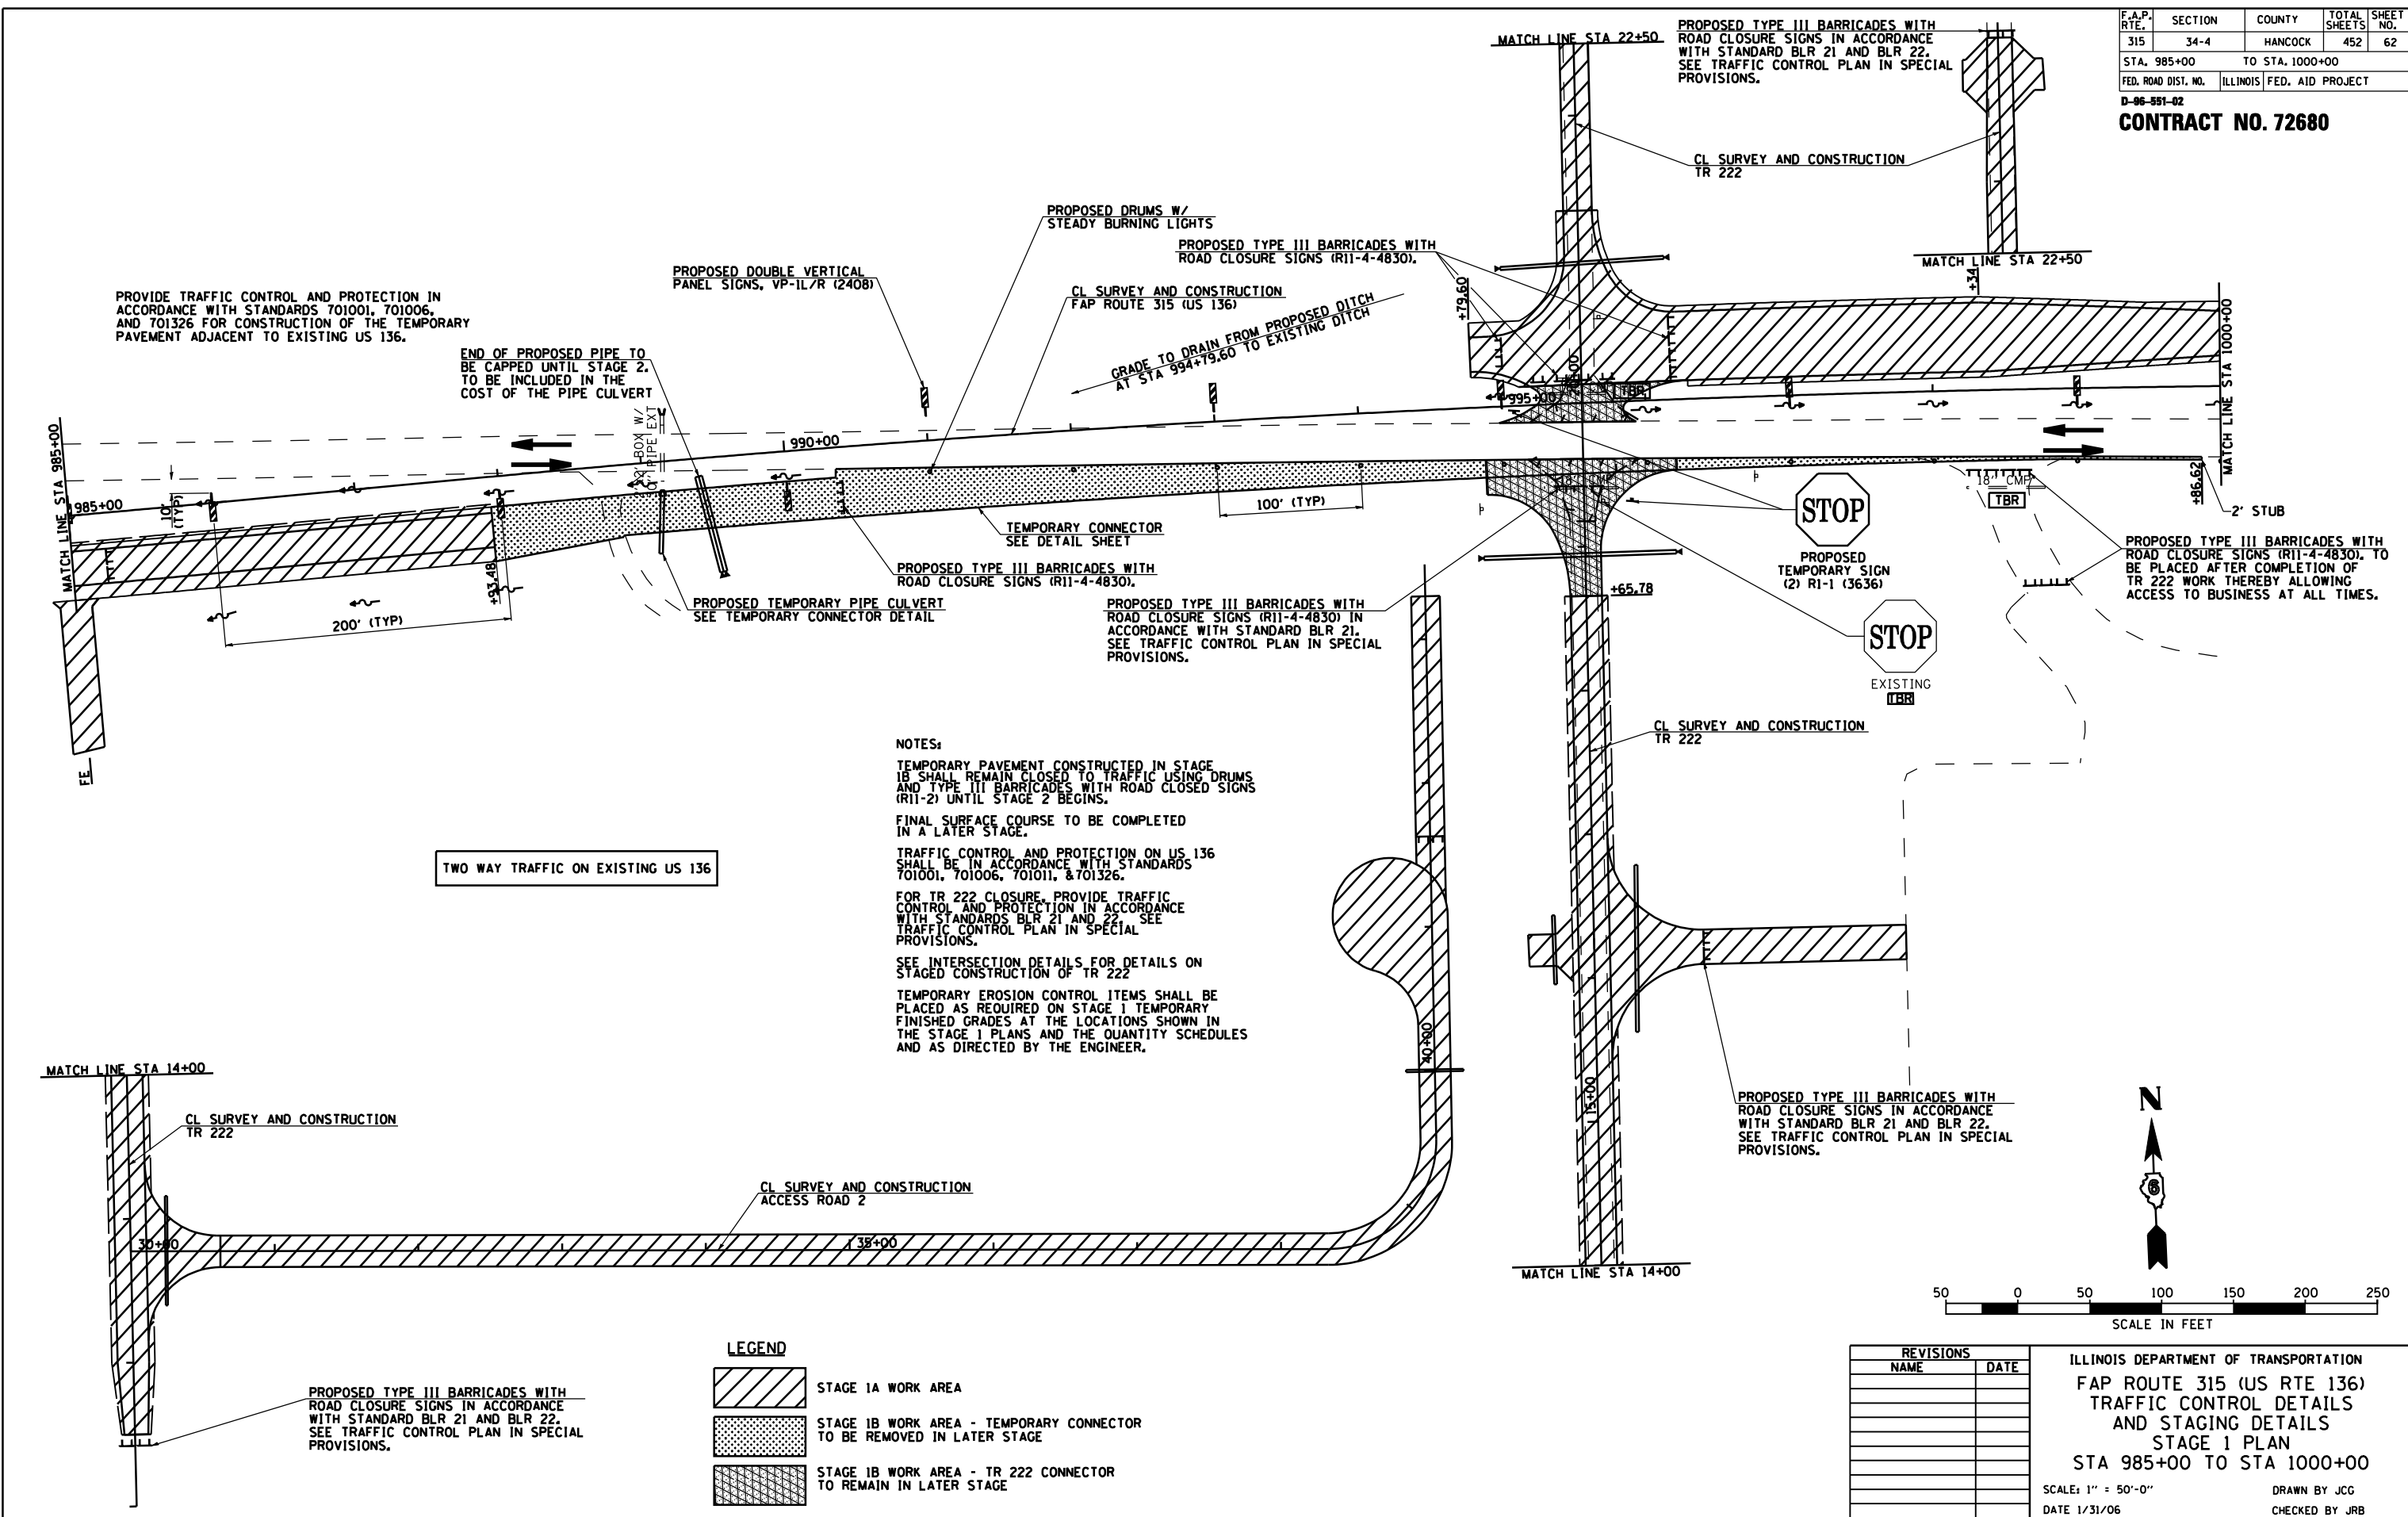 F.A.P. RTE. SECTION COUNTY TOTAL SHEETS SHEET NO.
315 34-4 HANCOCK 452 62
STA. 985+00 TO STA. 1000+00
FED. ROAD DIST. NO. ILLINOIS FED. AID PROJECT
D-96-551-02
CONTRACT NO. 72680
MATCH LINE STA 22+50
PROPOSED TYPE III BARRICADES WITH
ROAD CLOSURE SIGNS IN ACCORDANCE
WITH STANDARD BLR 21 AND BLR 22.
SEE TRAFFIC CONTROL PLAN IN SPECIAL
PROVISIONS.
CL SURVEY AND CONSTRUCTION
TR 222
MATCH LINE STA 22+50
+34
PROPOSED DRUMS W/
STEADY BURNING LIGHTS
PROPOSED TYPE III BARRICADES WITH
ROAD CLOSURE SIGNS (R11-4-4830).
PROPOSED DOUBLE VERTICAL
PANEL SIGNS, VP-1L/R (2408)
CL SURVEY AND CONSTRUCTION
FAP ROUTE 315 (US 136)
GRADE TO DRAIN FROM PROPOSED DITCH
AT STA 994+79.60 TO EXISTING DITCH
+79.60
PROVIDE TRAFFIC CONTROL AND PROTECTION IN
ACCORDANCE WITH STANDARDS 701001, 701006,
AND 701326 FOR CONSTRUCTION OF THE TEMPORARY
PAVEMENT ADJACENT TO EXISTING US 136.
END OF PROPOSED PIPE TO
BE CAPPED UNTIL STAGE 2.
TO BE INCLUDED IN THE
COST OF THE PIPE CULVERT
MATCH LINE STA 985+00
985+00
10'
(TYP)
990+00
995+00
TBR
MATCH LINE STA 1000+00
+93.48
200' (TYP)
100' (TYP)
TEMPORARY CONNECTOR
SEE DETAIL SHEET
PROPOSED TYPE III BARRICADES WITH
ROAD CLOSURE SIGNS (R11-4-4830).
PROPOSED TEMPORARY PIPE CULVERT
SEE TEMPORARY CONNECTOR DETAIL
PROPOSED TYPE III BARRICADES WITH
ROAD CLOSURE SIGNS (R11-4-4830) IN
ACCORDANCE WITH STANDARD BLR 21.
SEE TRAFFIC CONTROL PLAN IN SPECIAL
PROVISIONS.
+65.78
STOP
PROPOSED
TEMPORARY SIGN
(2) R1-1 (3636)
STOP
EXISTING
TBR
18" CMP
TBR
+86.62
2' STUB
PROPOSED TYPE III BARRICADES WITH
ROAD CLOSURE SIGNS (R11-4-4830). TO
BE PLACED AFTER COMPLETION OF
TR 222 WORK THEREBY ALLOWING
ACCESS TO BUSINESS AT ALL TIMES.
FE
CL SURVEY AND CONSTRUCTION
TR 222
NOTES:
TEMPORARY PAVEMENT CONSTRUCTED IN STAGE
1B SHALL REMAIN CLOSED TO TRAFFIC USING DRUMS
AND TYPE III BARRICADES WITH ROAD CLOSED SIGNS
(R11-2) UNTIL STAGE 2 BEGINS.
FINAL SURFACE COURSE TO BE COMPLETED
IN A LATER STAGE.
TRAFFIC CONTROL AND PROTECTION ON US 136
SHALL BE IN ACCORDANCE WITH STANDARDS
701001, 701006, 701011, &701326.
FOR TR 222 CLOSURE, PROVIDE TRAFFIC
CONTROL AND PROTECTION IN ACCORDANCE
WITH STANDARDS BLR 21 AND 22. SEE
TRAFFIC CONTROL PLAN IN SPECIAL
PROVISIONS.
SEE INTERSECTION DETAILS FOR DETAILS ON
STAGED CONSTRUCTION OF TR 222
TEMPORARY EROSION CONTROL ITEMS SHALL BE
PLACED AS REQUIRED ON STAGE 1 TEMPORARY
FINISHED GRADES AT THE LOCATIONS SHOWN IN
THE STAGE 1 PLANS AND THE QUANTITY SCHEDULES
AND AS DIRECTED BY THE ENGINEER.
TWO WAY TRAFFIC ON EXISTING US 136
40+00
15+00
MATCH LINE STA 14+00
PROPOSED TYPE III BARRICADES WITH
ROAD CLOSURE SIGNS IN ACCORDANCE
WITH STANDARD BLR 21 AND BLR 22.
SEE TRAFFIC CONTROL PLAN IN SPECIAL
PROVISIONS.
MATCH LINE STA 14+00
CL SURVEY AND CONSTRUCTION
TR 222
CL SURVEY AND CONSTRUCTION
ACCESS ROAD 2
30+00
35+00
PROPOSED TYPE III BARRICADES WITH
ROAD CLOSURE SIGNS IN ACCORDANCE
WITH STANDARD BLR 21 AND BLR 22.
SEE TRAFFIC CONTROL PLAN IN SPECIAL
PROVISIONS.
LEGEND
STAGE 1A WORK AREA
STAGE 1B WORK AREA - TEMPORARY CONNECTOR
TO BE REMOVED IN LATER STAGE
STAGE 1B WORK AREA - TR 222 CONNECTOR
TO REMAIN IN LATER STAGE
N
6
50 0 50 100 150 200 250
SCALE IN FEET
REVISIONS
NAME DATE
ILLINOIS DEPARTMENT OF TRANSPORTATION
FAP ROUTE 315 (US RTE 136)
TRAFFIC CONTROL DETAILS
AND STAGING DETAILS
STAGE 1 PLAN
STA 985+00 TO STA 1000+00
SCALE: 1" = 50'-0"
DRAWN BY JCG
DATE 1/31/06
CHECKED BY JRB